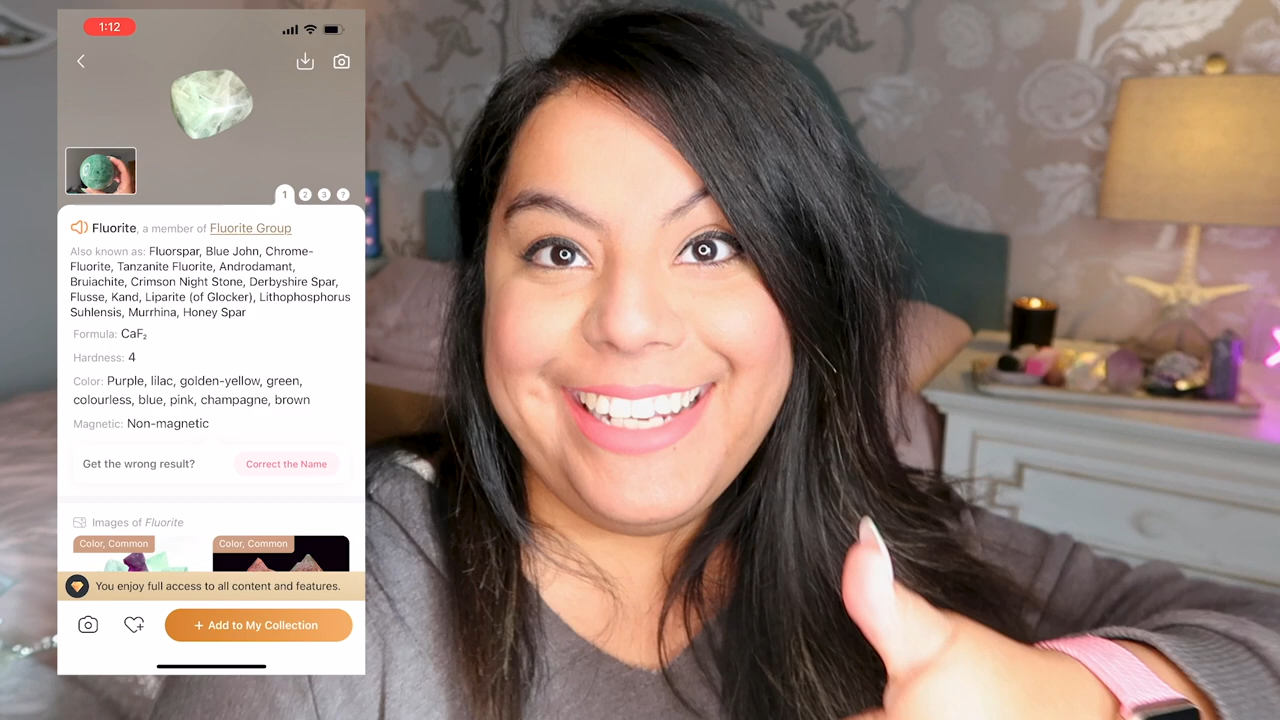 1:12
1 2 3 7
Fluorite, a member of Fluorite Group
Also known as: Fluorspar, Blue John, Chrome-
Fluorite, Tanzanite Fluorite, Androdamant,
Bruiachite, Crimson Night Stone, Derbyshire Spar,
Flusse, Kand, Liparite (of Glocker), Lithophosphorus
Suhlensis, Murrhina, Honey Spar
Formula: CaF₂
Hardness: 4
Color: Purple, lilac, golden-yellow, green,
colourless, blue, pink, champagne, brown
Magnetic: Non-magnetic
Get the wrong result? Correct the Name
Images of Fluorite
Color, Common Color, Common
You enjoy full access to all content and features.
+ Add to My Collection